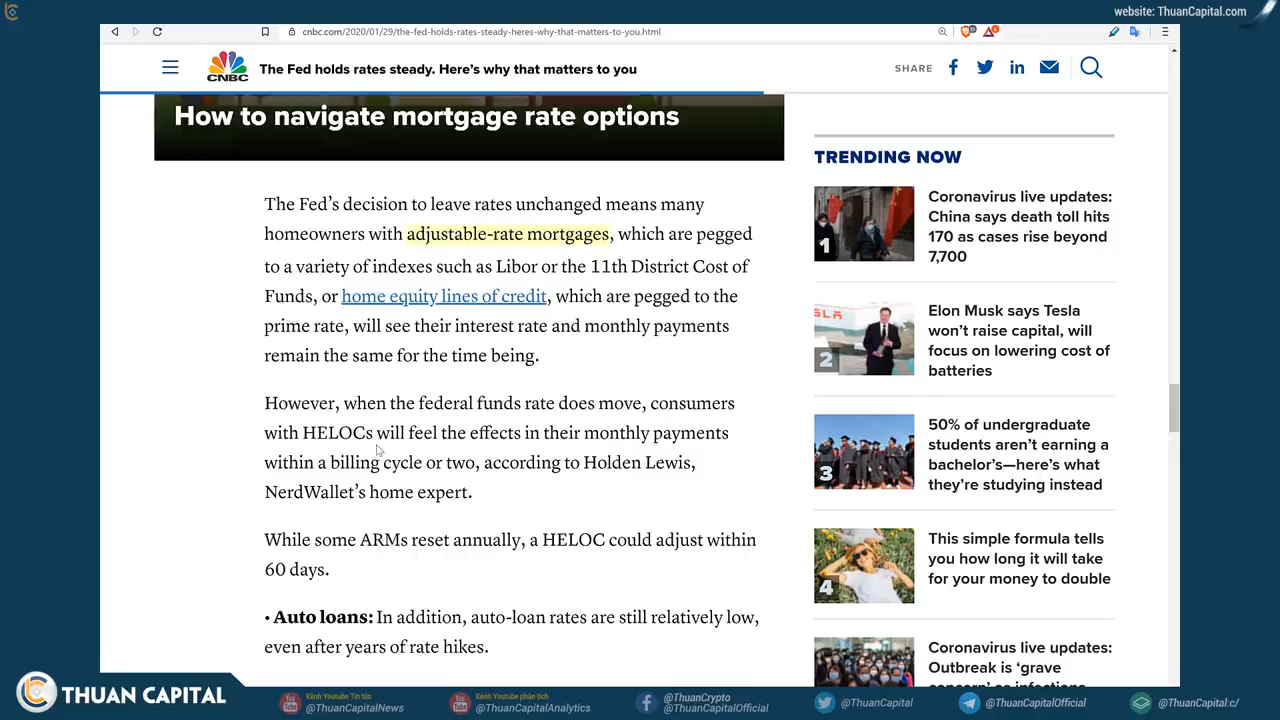 website: ThuanCapital.com
cnbc.com/2020/01/29/the-fed-holds-rates-steady-heres-why-that-matters-to-you.html
CNBC
The Fed holds rates steady. Here's why that matters to you
SHARE
How to navigate mortgage rate options
The Fed's decision to leave rates unchanged means many
homeowners with adjustable-rate mortgages, which are pegged
to a variety of indexes such as Libor or the 11th District Cost of
Funds, or home equity lines of credit, which are pegged to the
prime rate, will see their interest rate and monthly payments
remain the same for the time being.
However, when the federal funds rate does move, consumers
with HELOCs will feel the effects in their monthly payments
within a billing cycle or two, according to Holden Lewis,
NerdWallet's home expert.
While some ARMs reset annually, a HELOC could adjust within
60 days.
• Auto loans: In addition, auto-loan rates are still relatively low,
even after years of rate hikes.
TRENDING NOW
1
Coronavirus live updates:
China says death toll hits
170 as cases rise beyond
7,700
2
Elon Musk says Tesla
won't raise capital, will
focus on lowering cost of
batteries
3
50% of undergraduate
students aren't earning a
bachelor's—here's what
they're studying instead
4
This simple formula tells
you how long it will take
for your money to double
Coronavirus live updates:
Outbreak is 'grave
concern' as infections
THUAN CAPITAL
Kênh Youtube Tin tức
@ThuanCapitalNews
Kênh Youtube phân tích
@ThuanCapitalAnalytics
@ThuanCrypto
@ThuanCapitalOfficial
@ThuanCapital
@ThuanCapitalOfficial
@ThuanCapital:c/